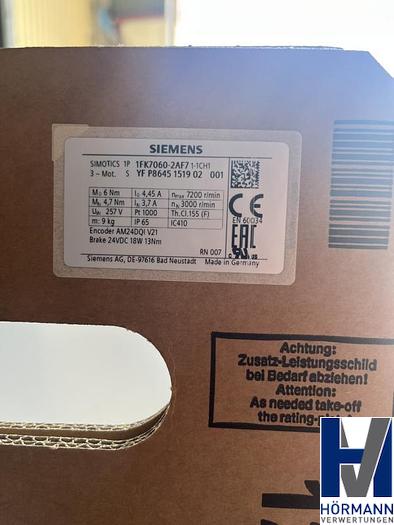 SIEMENS
SIMOTICS 1P 1FK7060-2AF71-1CH1
3 ~ Mot. S YF P8645 1519 02 001
M₀ 6 Nm I₀ 4,45 A nmax 7200 r/min
MN 4,7 Nm IN 3,7 A nN 3000 r/min
UIN 257 V Pt 1000 Th.Cl.155 (F)
m: 9 kg IP 65 IC410
Encoder AM24DQI V21
Brake 24VDC 18W 13Nm
CE
EN 60034
EAC
RN 007
Siemens AG, DE-97616 Bad Neustadt Made in Germany
Achtung:
Zusatz-Leistungsschild
bei Bedarf abziehen!
Attention:
As needed take-off
the rating-
HÖRMANN
VERWERTUNGEN